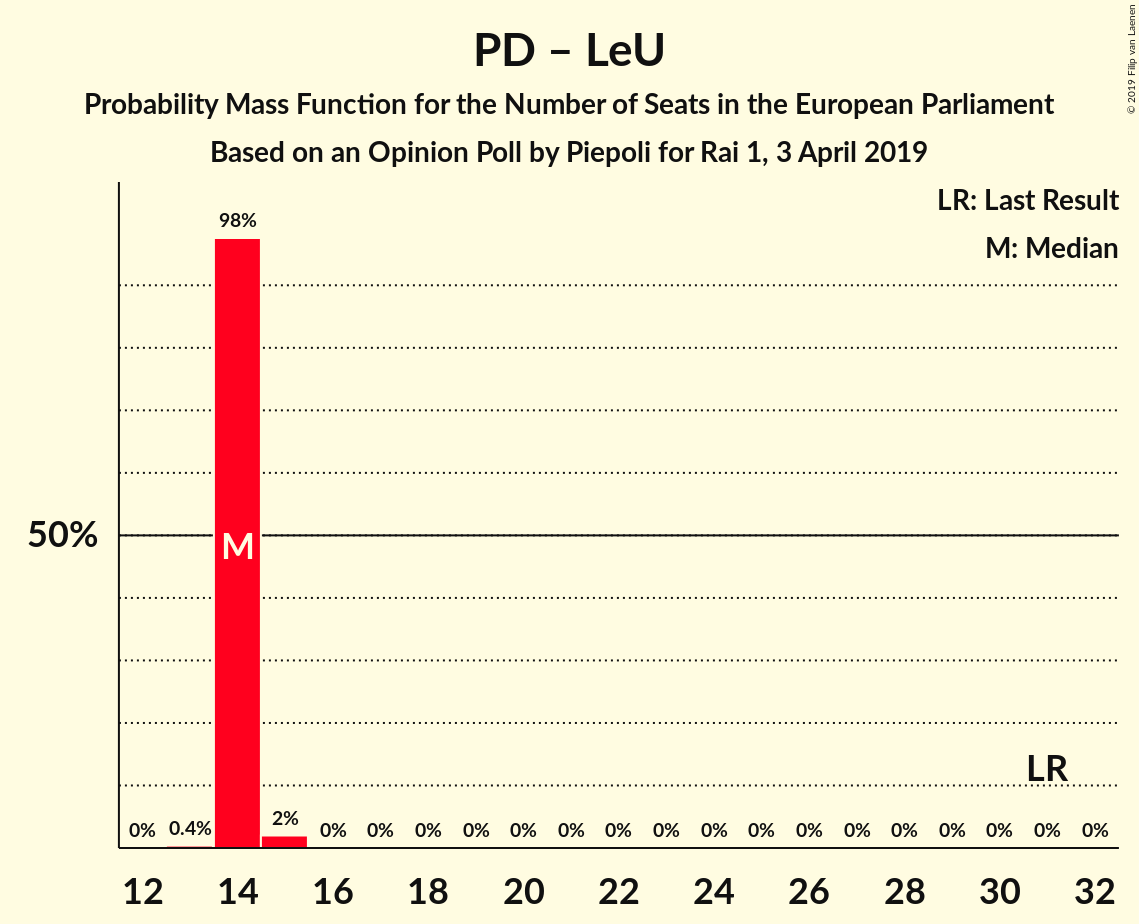 PD – LeU
Probability Mass Function for the Number of Seats in the European Parliament
Based on an Opinion Poll by Piepoli for Rai 1, 3 April 2019
© 2019 Filip van Laenen
LR: Last Result
M: Median
98%
50%
M
LR
0% 0.4% 2% 0% 0% 0% 0% 0% 0% 0% 0% 0% 0% 0% 0% 0% 0% 0% 0% 0%
12 14 16 18 20 22 24 26 28 30 32